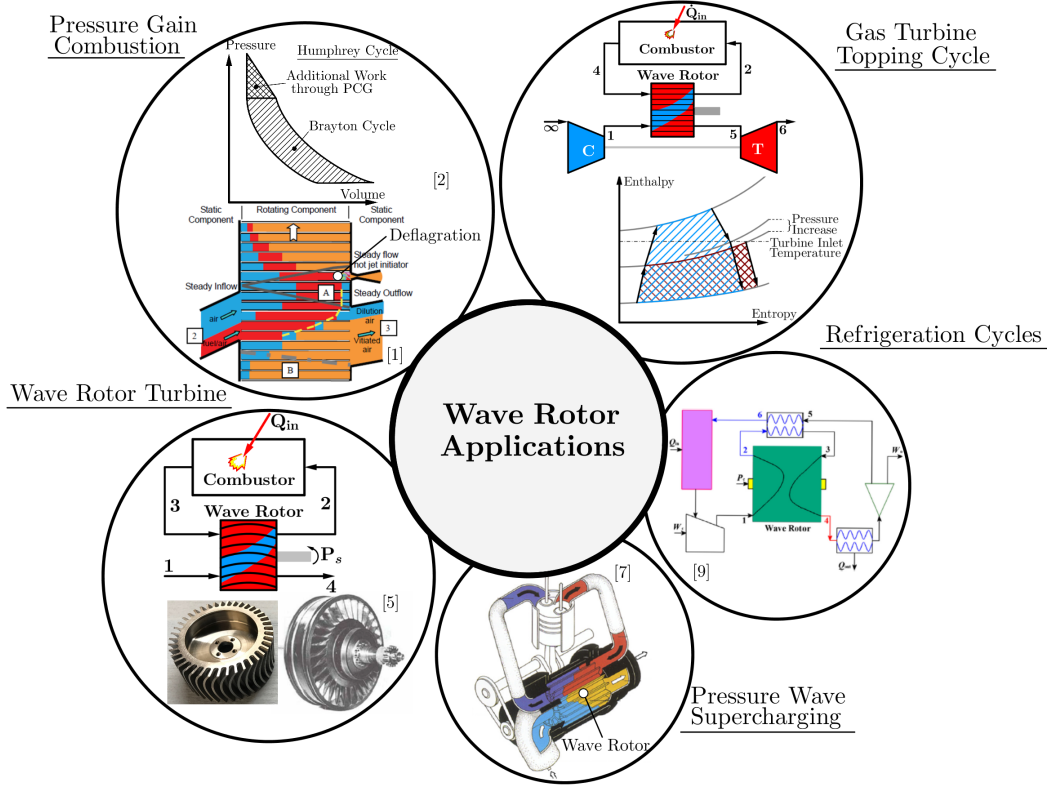 Pressure Gain
Combustion
Pressure
Humphrey Cycle
Additional Work
through PCG
Brayton Cycle
[2]
Volume
Static
Component
Rotating Component
Static
Component
Deflagration
Steady flow
hot jet initiator
Steady Inflow
A
Steady Outflow
air
Dilution
air
2
fuel/air
3
Vitiated
air
[1]
B
Gas Turbine
Topping Cycle
Q̇in
Combustor
4
2
Wave Rotor
∞
1
5
6
C
T
Enthalpy
Pressure
Increase
Turbine Inlet
Temperature
Entropy
Refrigeration Cycles
6
5
Qin
2
3
1
4
Wave Rotor
[9]
Wave Rotor
Applications
Wave Rotor Turbine
Qin
Combustor
3
2
Wave Rotor
Ps
1
4
[5]
[7]
Wave Rotor
Pressure Wave
Supercharging